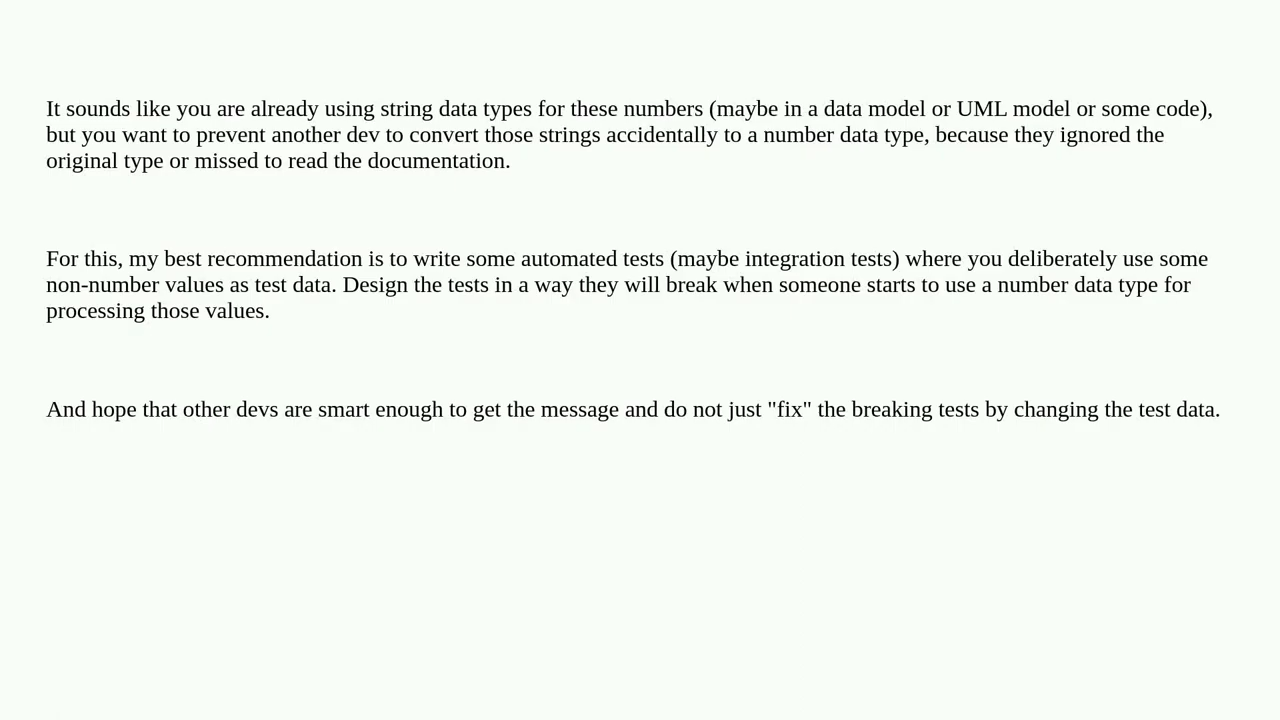 It sounds like you are already using string data types for these numbers (maybe in a data model or UML model or some code),
but you want to prevent another dev to convert those strings accidentally to a number data type, because they ignored the
original type or missed to read the documentation.
For this, my best recommendation is to write some automated tests (maybe integration tests) where you deliberately use some
non-number values as test data. Design the tests in a way they will break when someone starts to use a number data type for
processing those values.
And hope that other devs are smart enough to get the message and do not just "fix" the breaking tests by changing the test data.